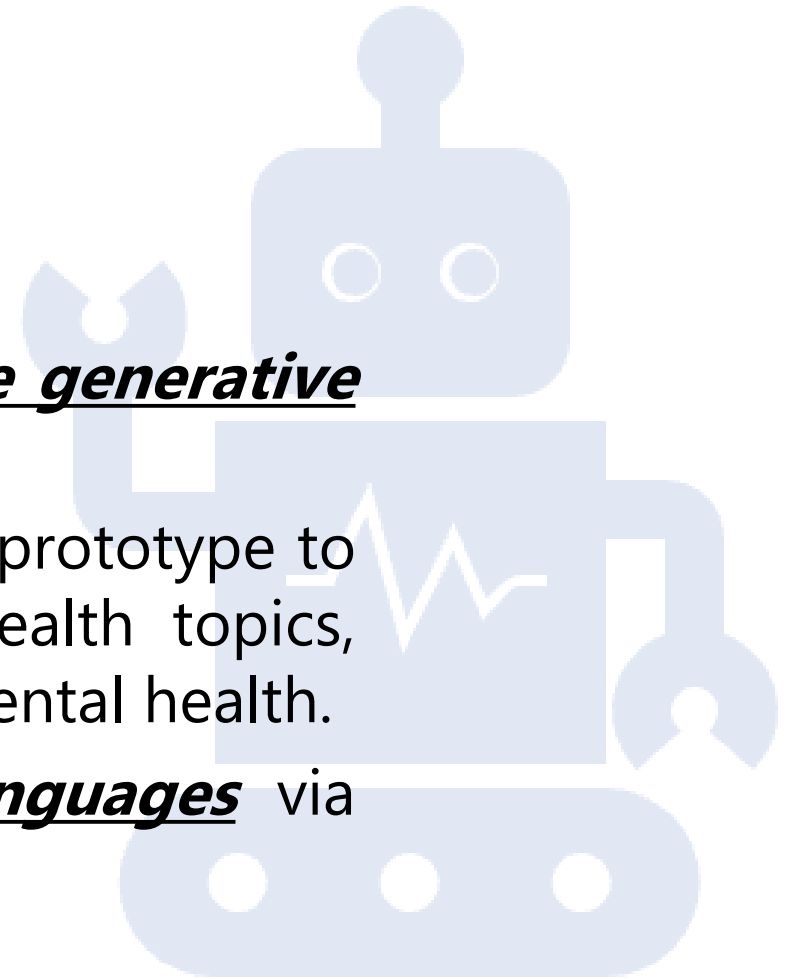 e generative
prototype to
ealth topics,
ental health.
nguages via